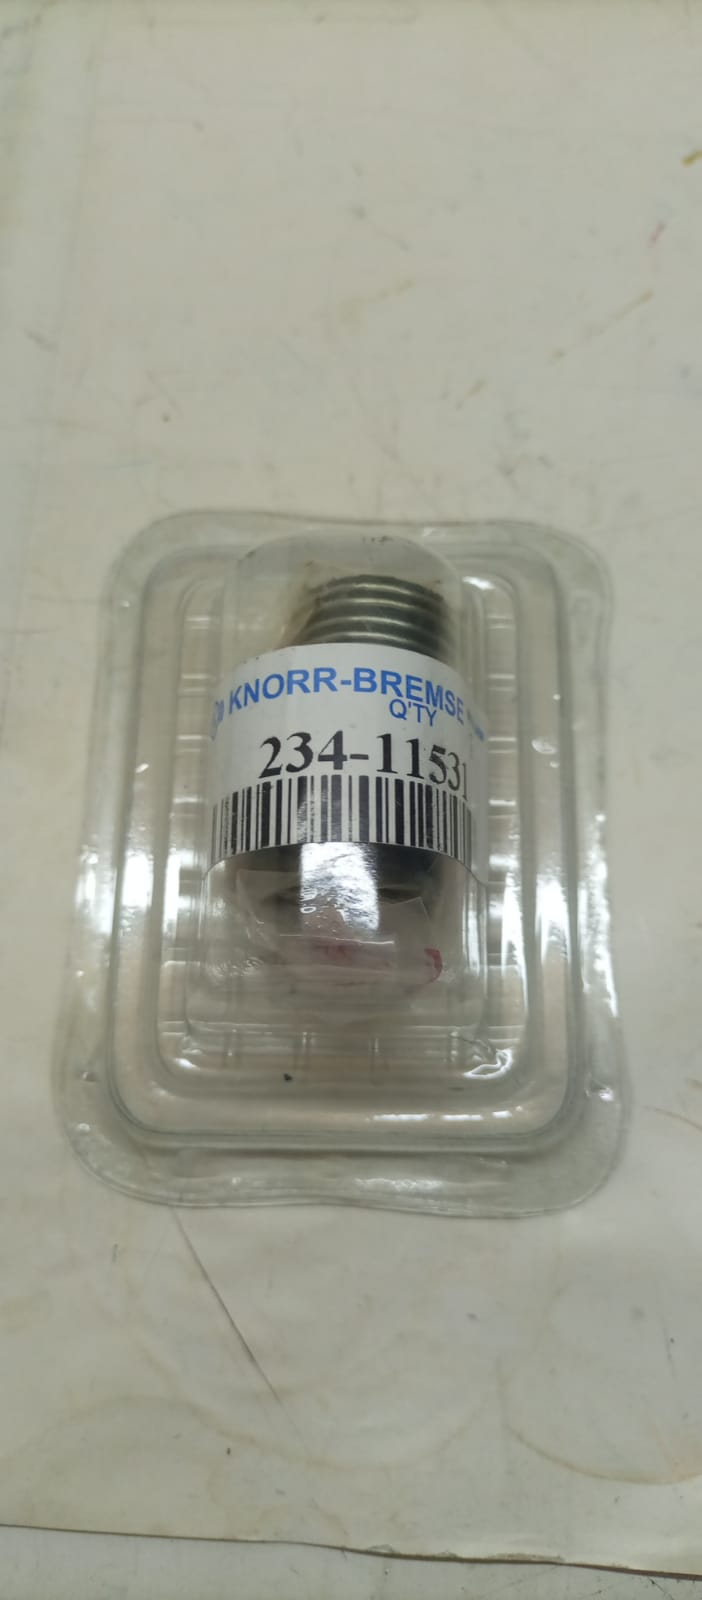 KNORR-BREMSE
Q'TY
234-11531